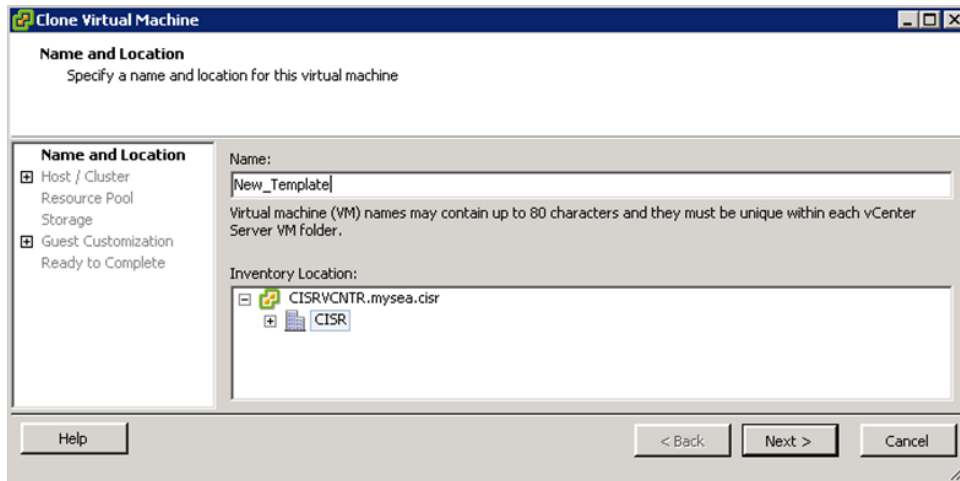 Clone Virtual Machine
Name and Location
Specify a name and location for this virtual machine
Name and Location
Host / Cluster
Resource Pool
Storage
Guest Customization
Ready to Complete
Name:
New_Template
Virtual machine (VM) names may contain up to 80 characters and they must be unique within each vCenter
Server VM folder.
Inventory Location:
CISRVCNTR.mysea.cisr
CISR
Help
< Back
Next >
Cancel